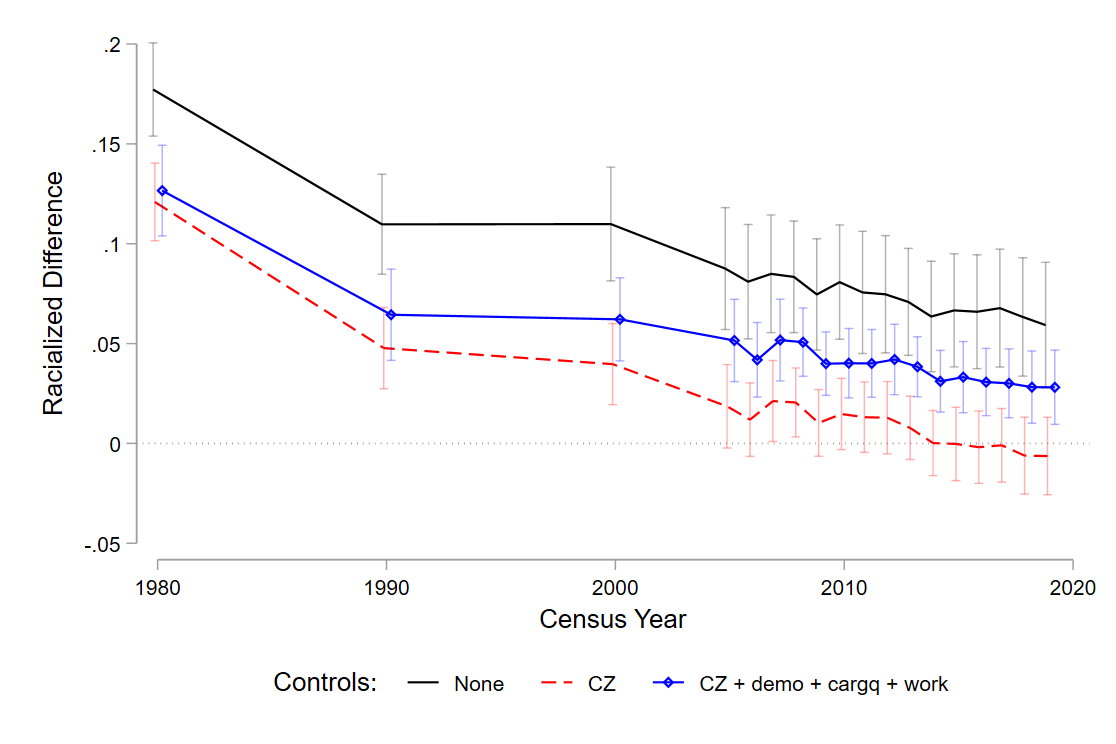 .2
.15
.1
.05
0
-.05
Racialized Difference
1980 1990 2000 2010 2020
Census Year
Controls: None CZ CZ + demo + cargq + work